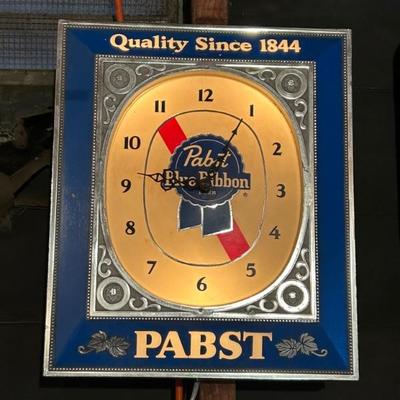 Quality Since 1844
11 12 1
10 2
Pabst
9 Blue Ribbon 3
BEER ®
8 4
7 6 5
PABST